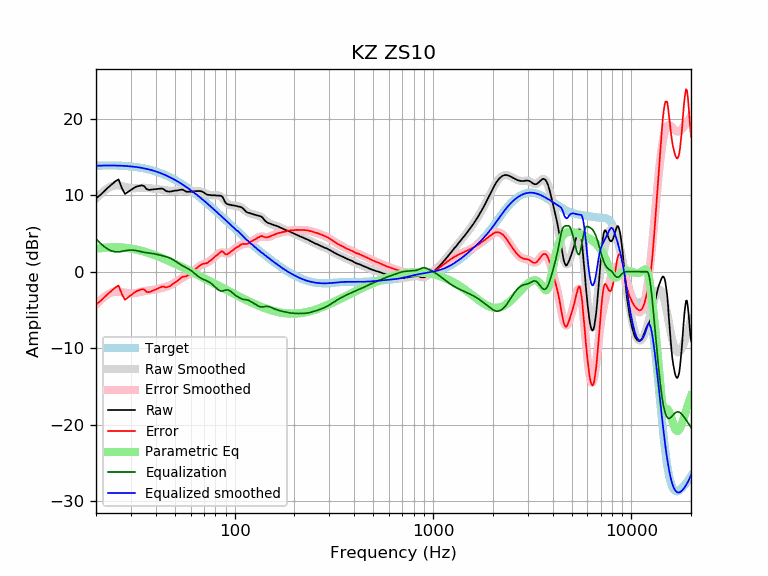 KZ ZS10
Amplitude (dBr)
20
10
0
−10
−20
−30
Target
Raw Smoothed
Error Smoothed
Raw
Error
Parametric Eq
Equalization
Equalized smoothed
100
1000
10000
Frequency (Hz)